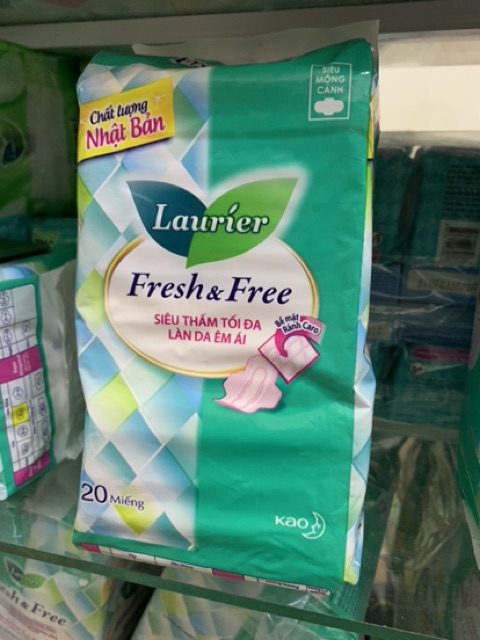 SIÊU
MỎNG
CÁNH
Chất lượng
Nhật Bản
Laurier
Fresh & Free
SIÊU THẤM TỐI ĐA
LÀN DA ÊM ÁI
Bề mặt
Rãnh Caro
20 Miếng
Kao
& Free